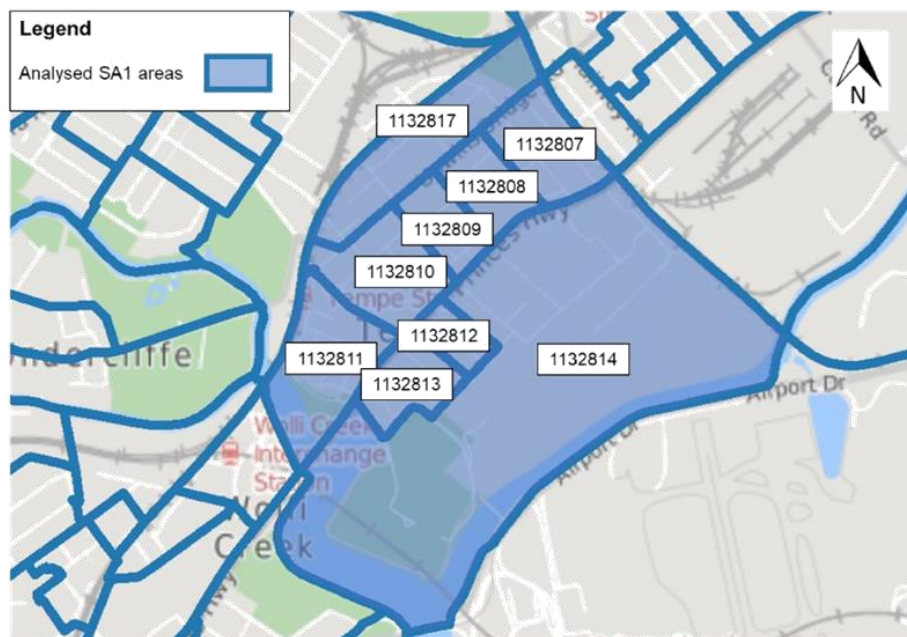 Legend
Analysed SA1 areas
N
1132817
1132807
1132808
1132809
1132810
1132812
1132811
1132813
1132814
Princes Hwy
Tempe
Airport Dr
Airport Dr
Wolli Creek
Interchange
Station
Wolli
Creek
Hwy
Rd